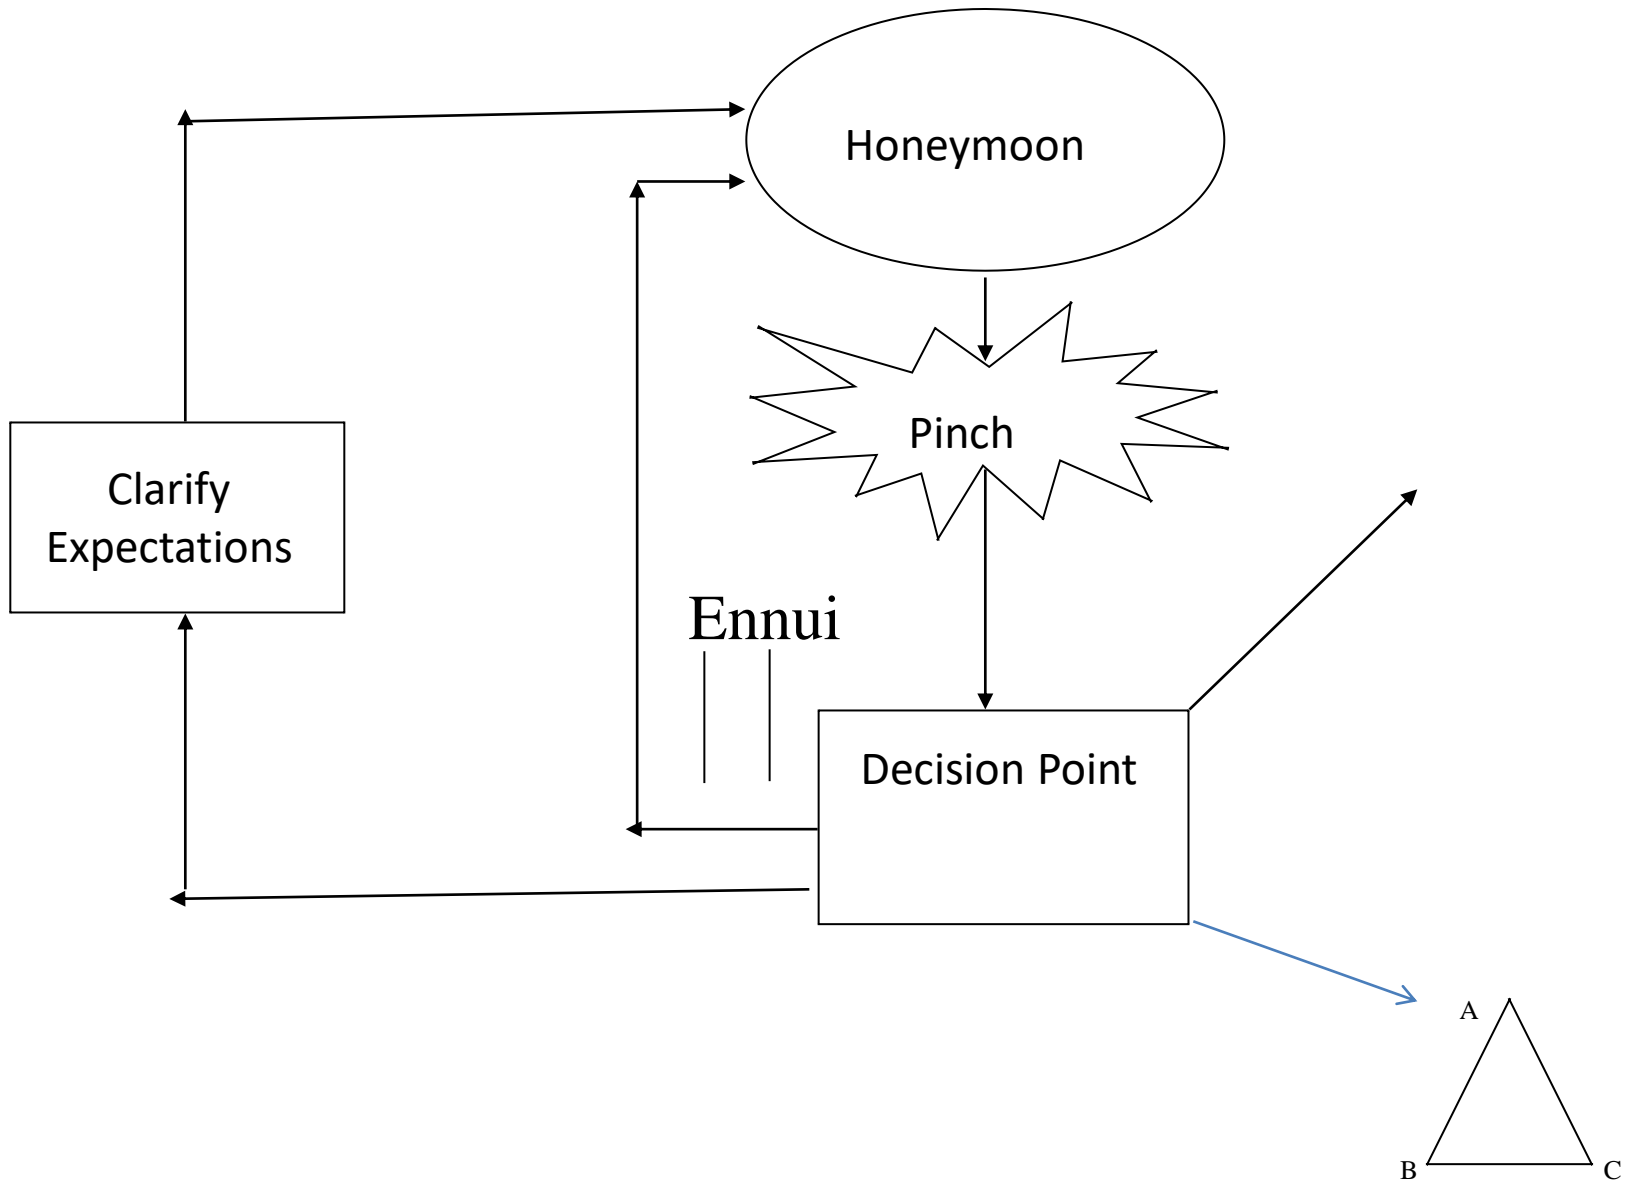 Honeymoon
Pinch
Clarify
Expectations
Ennui
Decision Point
A
B
C